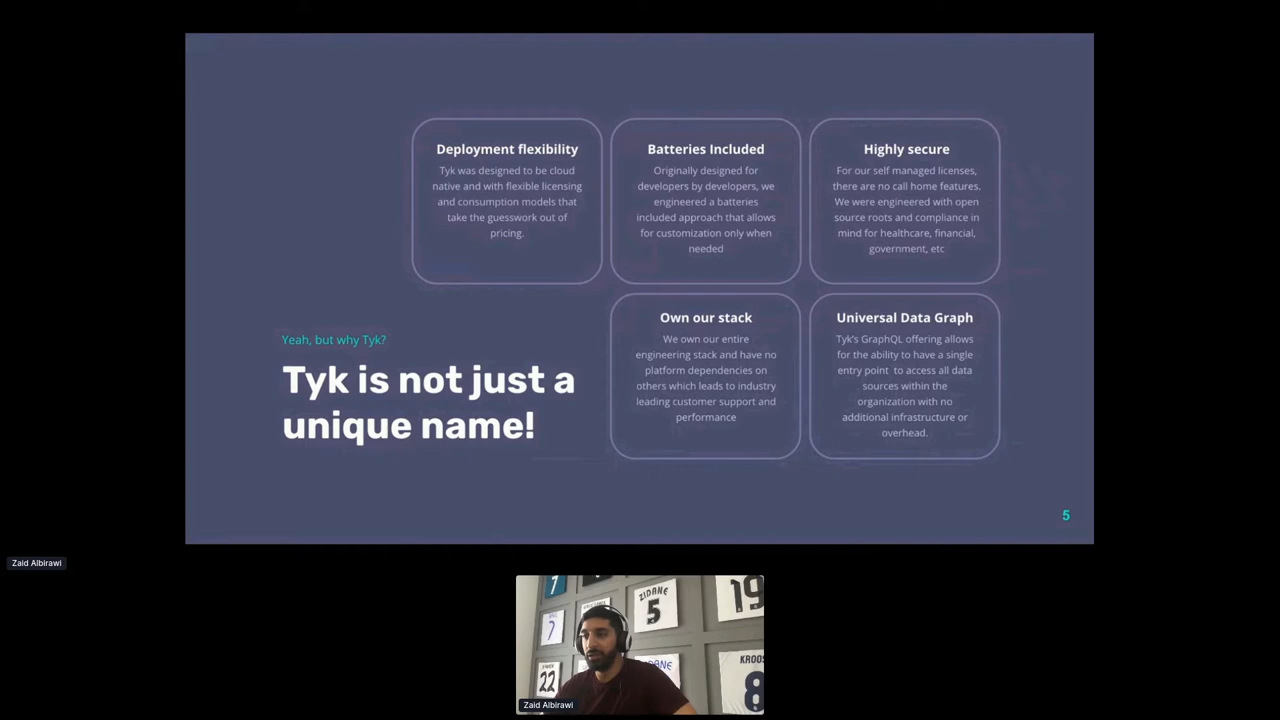 Deployment flexibility
Tyk was designed to be cloud
native and with flexible licensing
and consumption models that
take the guesswork out of
pricing.
Batteries Included
Originally designed for
developers by developers, we
engineered a batteries
included approach that allows
for customization only when
needed
Highly secure
For our self managed licenses,
there are no call home features.
We were engineered with open
source roots and compliance in
mind for healthcare, financial,
government, etc
Yeah, but why Tyk?
Tyk is not just a
unique name!
Own our stack
We own our entire
engineering stack and have no
platform dependencies on
others which leads to industry
leading customer support and
performance
Universal Data Graph
Tyk's GraphQL offering allows
for the ability to have a single
entry point to access all data
sources within the
organization with no
additional infrastructure or
overhead.
5
Zaid Albirawi
7
ZIDANE
5
19
7
22
KROOS
8
Zaid Albirawi